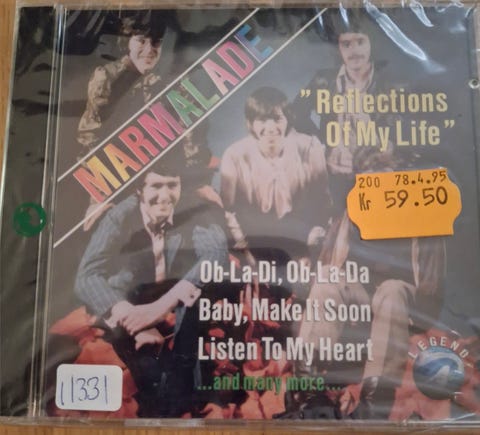 MARMALADE
"Reflections
Of My Life"
200 78.4.95
Kr 59.50
Ob-La-Di, Ob-La-Da
Baby, Make It Soon
Listen To My Heart
...and many more...
LEGEND
11331